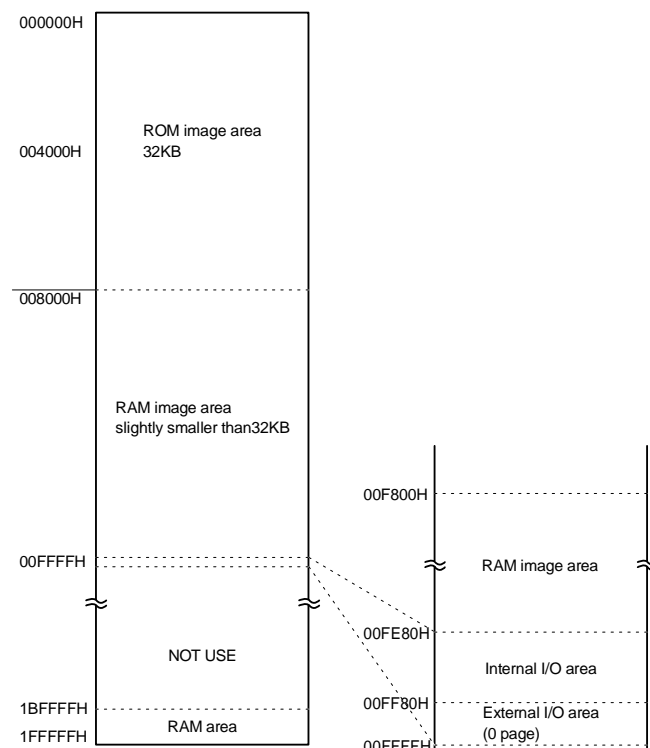 000000H
ROM image area
32KB
004000H
008000H
RAM image area
slightly smaller than32KB
00FFFFH
NOT USE
1BFFFFH
RAM area
1FFFFFH
00F800H
RAM image area
00FE80H
Internal I/O area
00FF80H
External I/O area
(0 page)
00FFFFH